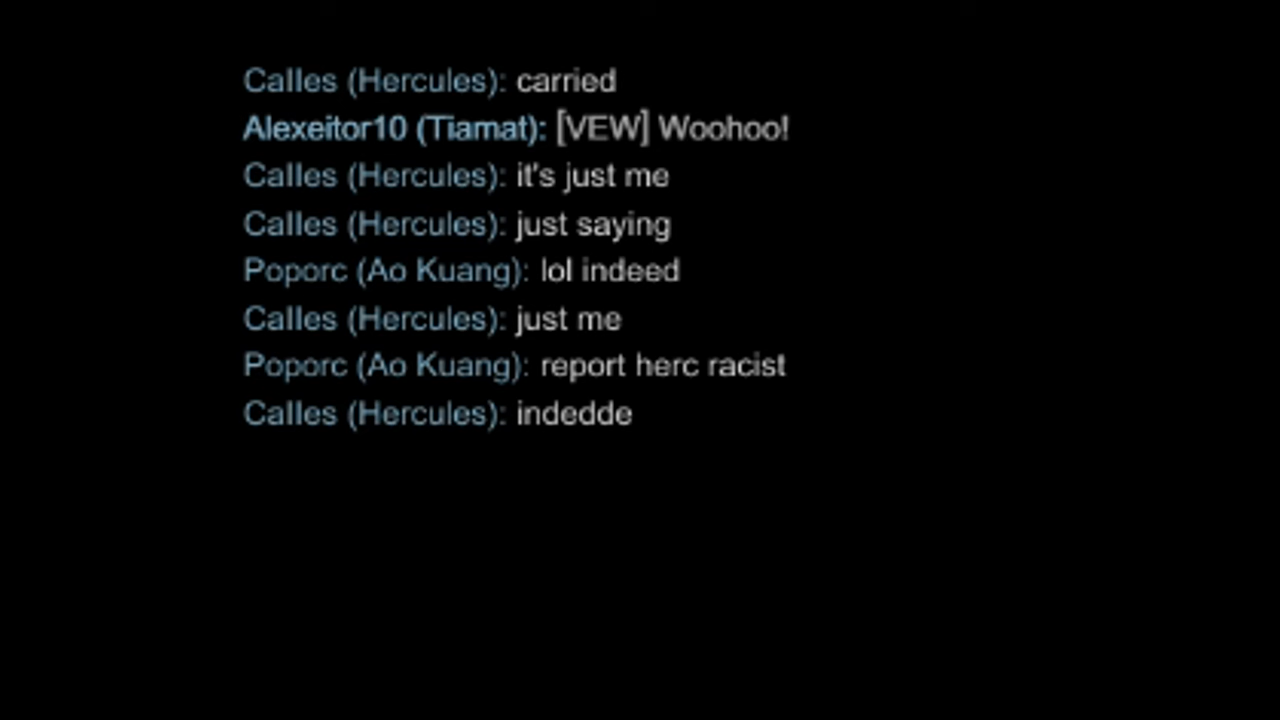 Calles (Hercules): carried
Alexeitor10 (Tiamat): [VEW] Woohoo!
Calles (Hercules): it's just me
Calles (Hercules): just saying
Poporc (Ao Kuang): lol indeed
Calles (Hercules): just me
Poporc (Ao Kuang): report herc racist
Calles (Hercules): indedde